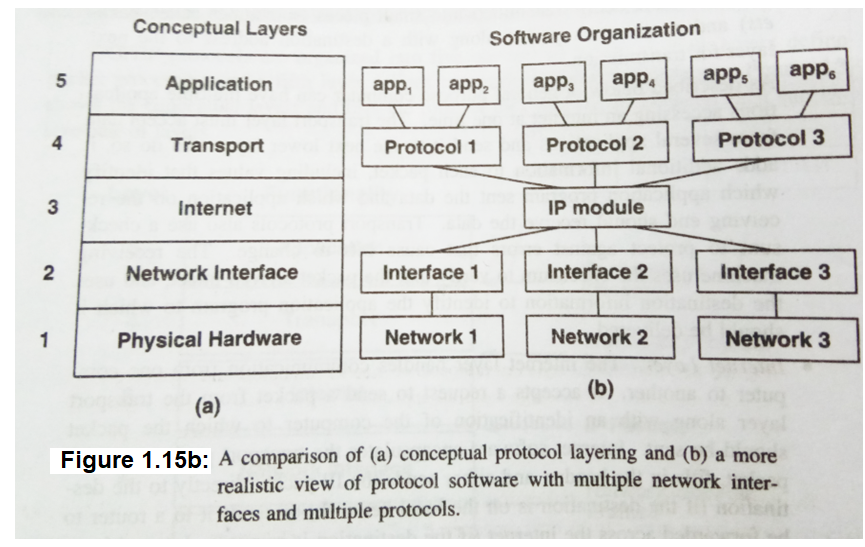 Conceptual Layers Software Organization
5 Application app₁ app₂ app₃ app₄ app₅ app₆
4 Transport Protocol 1 Protocol 2 Protocol 3
3 Internet IP Module
2 Network Interface Interface 1 Interface 2 Interface 3
1 Physical Hardware Network 1 Network 2 Network 3
(a) (b)
Figure 1.15b: A comparison of (a) conceptual protocol layering and (b) a more
realistic view of protocol software with multiple network inter-
faces and multiple protocols.